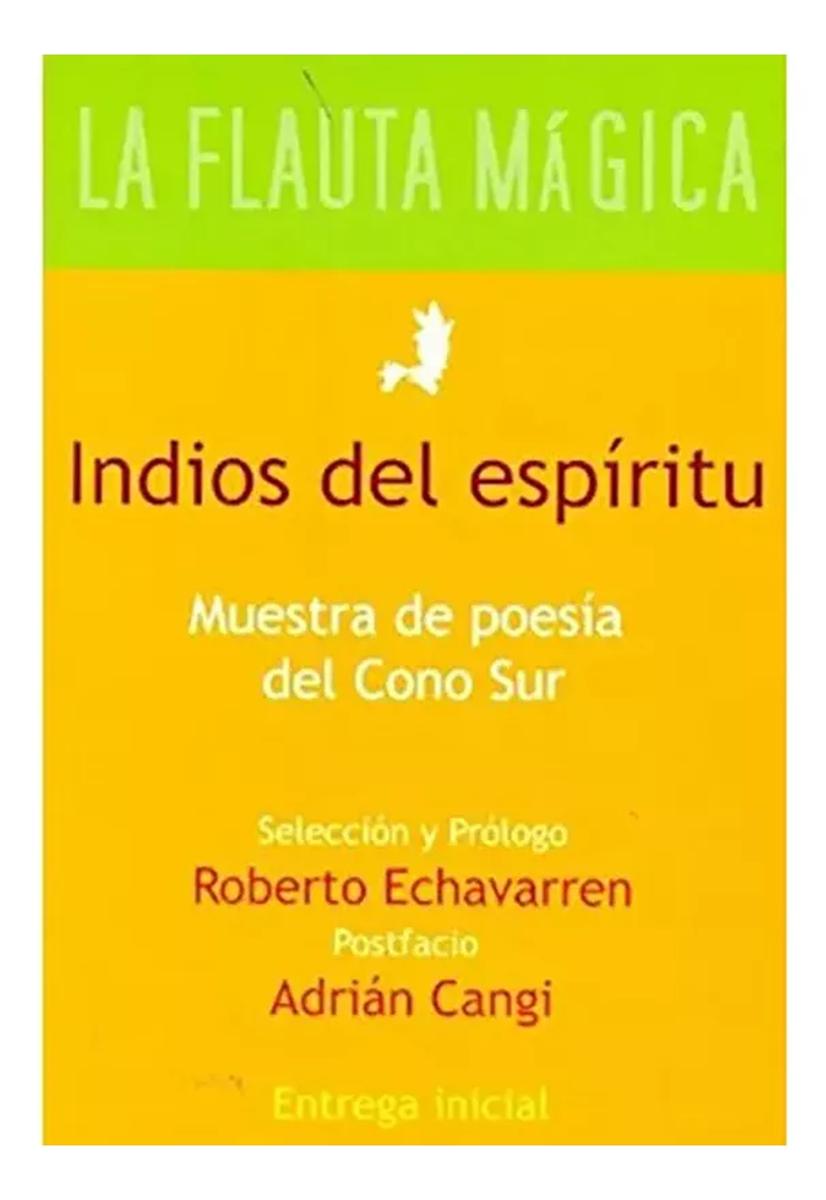 LA FLAUTA MáGICA
Indios del espíritu
Muestra de poesía
del Cono Sur
Selección y Prólogo
Roberto Echavarren
Postfacio
Adrián Cangi
Entrega inicial